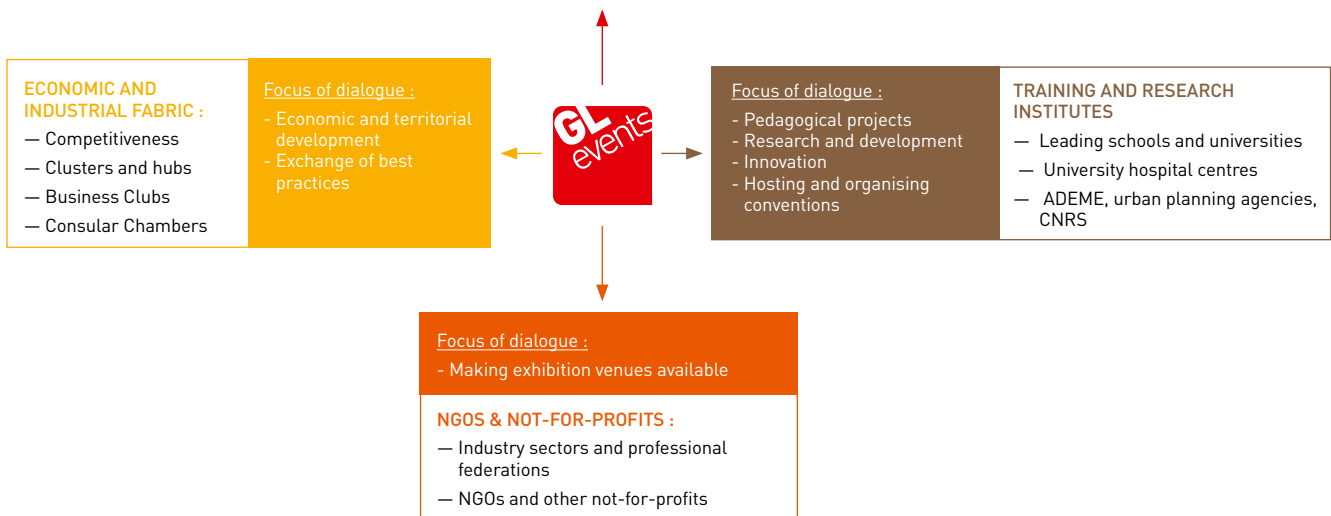 ECONOMIC AND
INDUSTRIAL FABRIC :
— Competitiveness
— Clusters and hubs
— Business Clubs
— Consular Chambers
Focus of dialogue :
- Economic and territorial
development
- Exchange of best
practices
GL
events
Focus of dialogue :
- Pedagogical projects
- Research and development
- Innovation
- Hosting and organising
conventions
TRAINING AND RESEARCH
INSTITUTES
— Leading schools and universities
— University hospital centres
— ADEME, urban planning agencies,
CNRS
Focus of dialogue :
- Making exhibition venues available
NGOS & NOT-FOR-PROFITS :
— Industry sectors and professional
federations
— NGOs and other not-for-profits